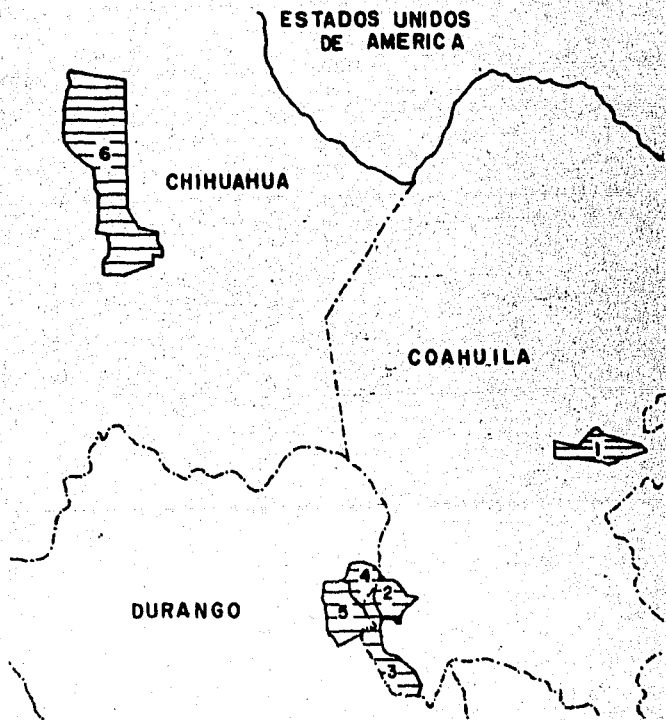 ESTADOS UNIDOS
DE AMERICA
6
CHIHUAHUA
COAHUILA
1
4
2
DURANGO
5
3